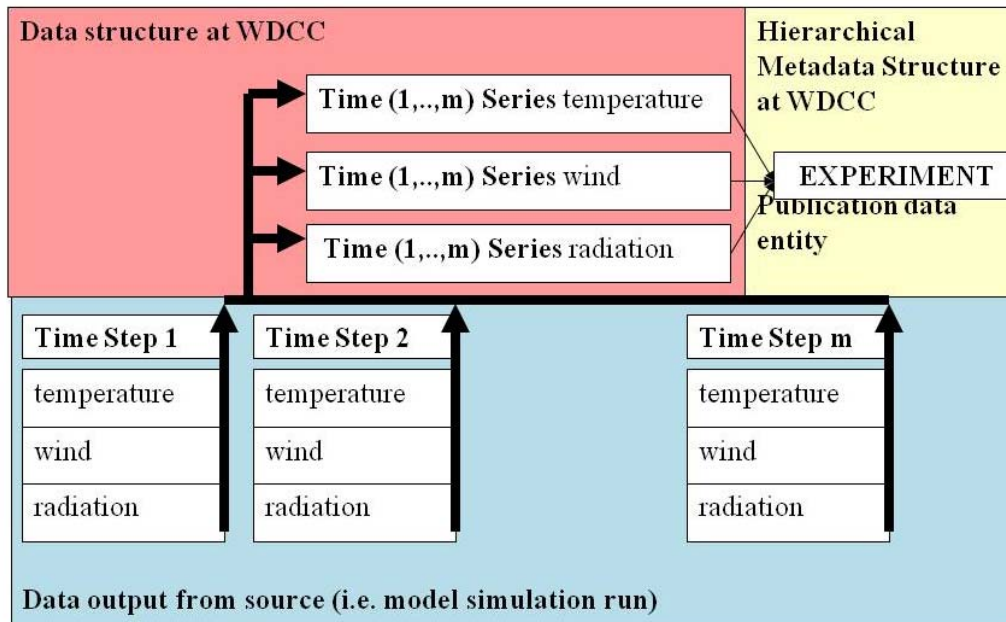 Data structure at WDCC
Time (1,..,m) Series temperature
Time (1,..,m) Series wind
Time (1,..,m) Series radiation
Hierarchical
Metadata Structure
at WDCC
EXPERIMENT
Publication data
entity
Time Step 1
temperature
wind
radiation
Time Step 2
temperature
wind
radiation
Time Step m
temperature
wind
radiation
Data output from source (i.e. model simulation run)